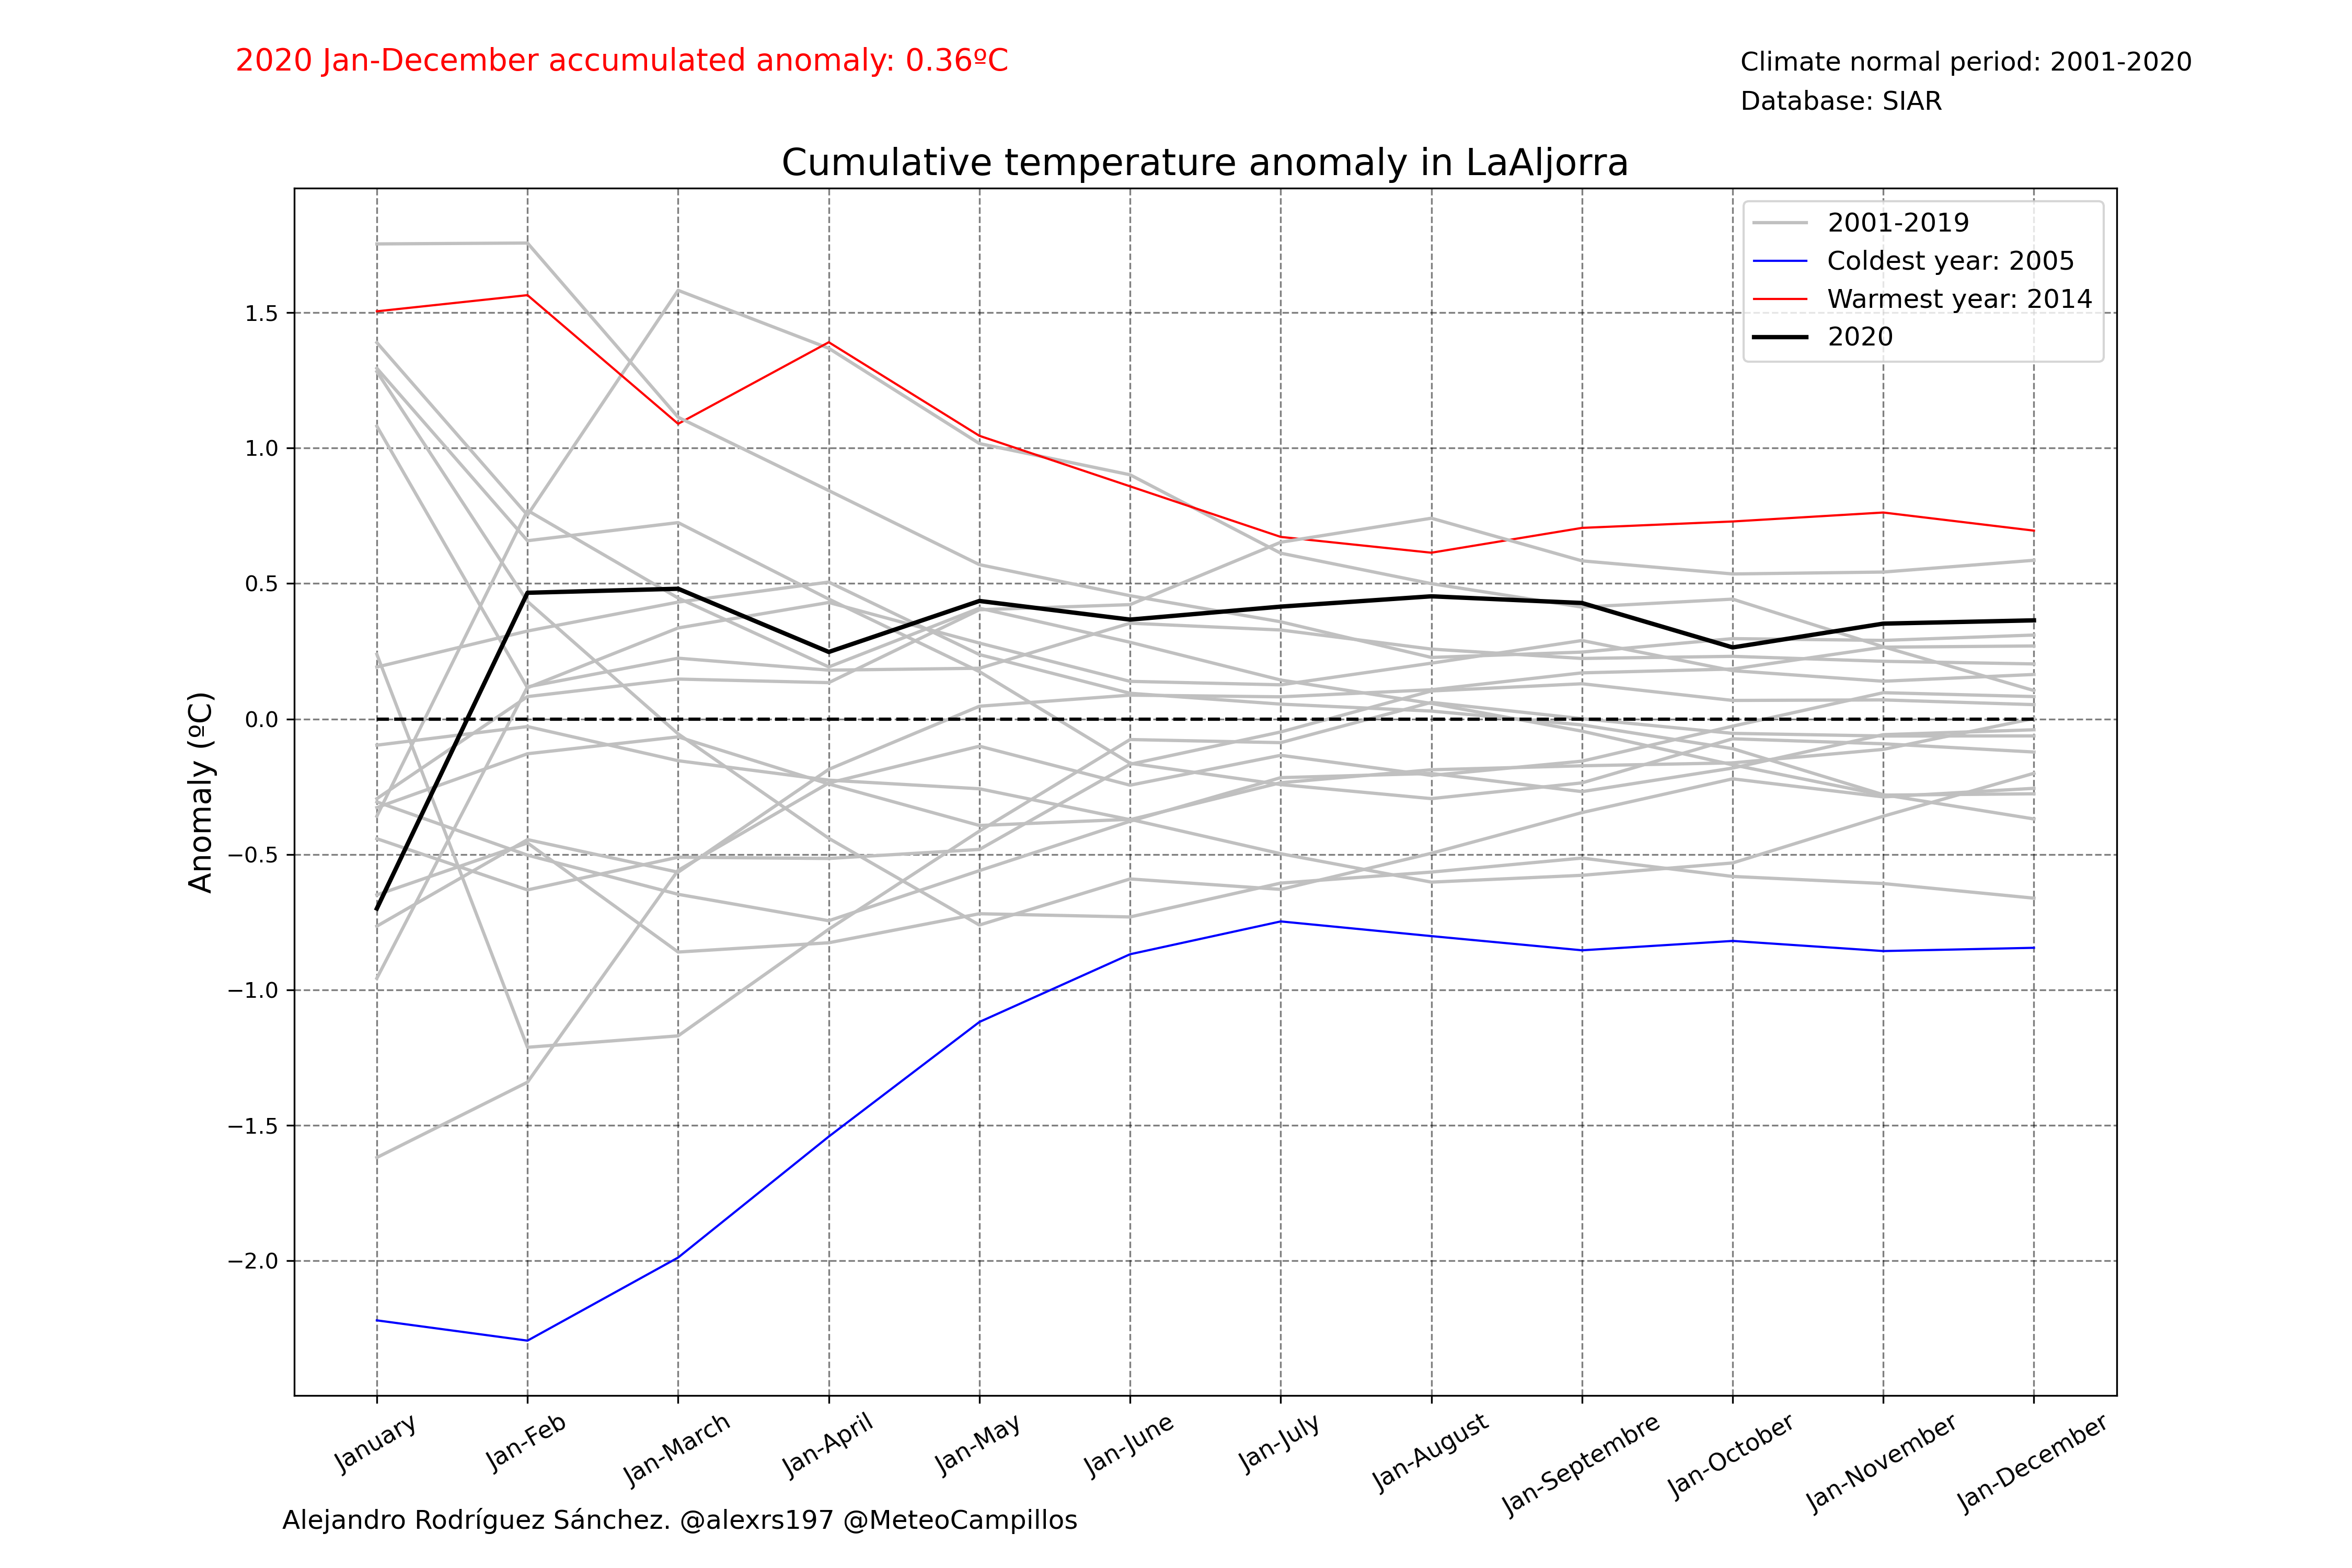 2020 Jan-December accumulated anomaly: 0.36ºC
Climate normal period: 2001-2020
Database: SIAR
Cumulative temperature anomaly in LaAljorra
2001-2019
Coldest year: 2005
Warmest year: 2014
2020
Anomaly (ºC)
1.5
1.0
0.5
0.0
−0.5
−1.0
−1.5
−2.0
January
Jan-Feb
Jan-March
Jan-April
Jan-May
Jan-June
Jan-July
Jan-August
Jan-Septembre
Jan-October
Jan-November
Jan-December
Alejandro Rodríguez Sánchez. @alexrs197 @MeteoCampillos